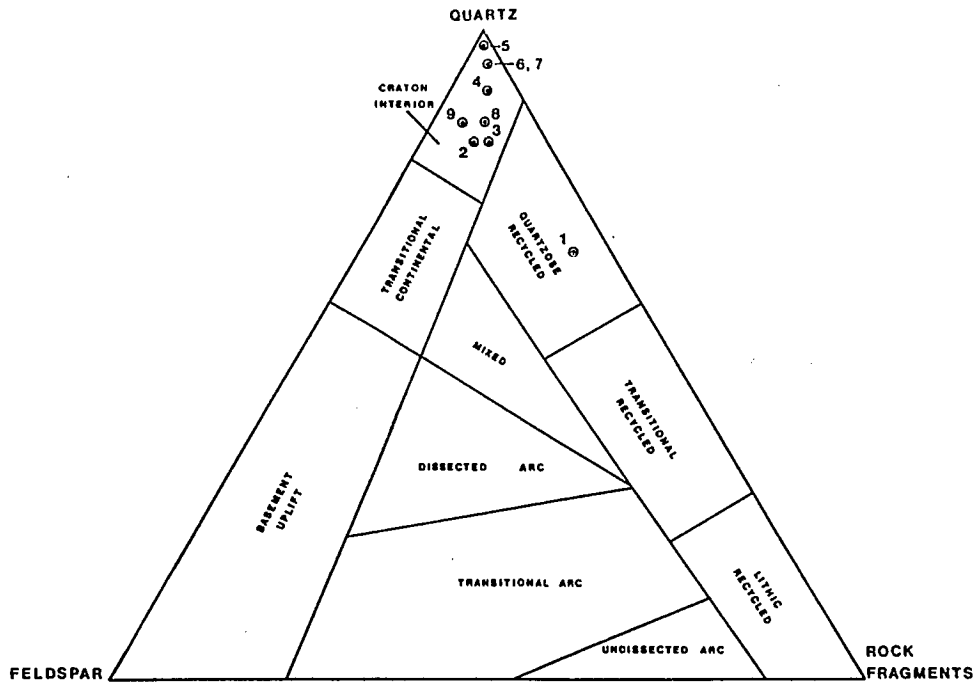 QUARTZ
5
6, 7
4
CRATON
INTERIOR
9
8
3
2
TRANSITIONAL
CONTINENTAL
QUARTZOBE
RECYCLED
1
MIXED
TRANSITIONAL
RECYCLED
DISSECTED ARC
BASEMENT
UPLIFT
TRANSITIONAL ARC
LITHIC
RECYCLED
UNDISSECTED ARC
FELDSPAR
ROCK
FRAGMENTS